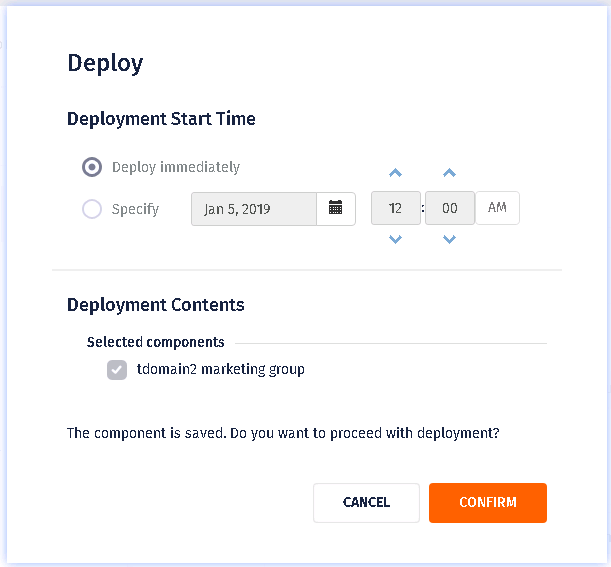 Deploy
Deployment Start Time
Deploy immediately
Specify Jan 5, 2019 12 : 00 AM
Deployment Contents
Selected components
tdomain2 marketing group
The component is saved. Do you want to proceed with deployment?
CANCEL CONFIRM